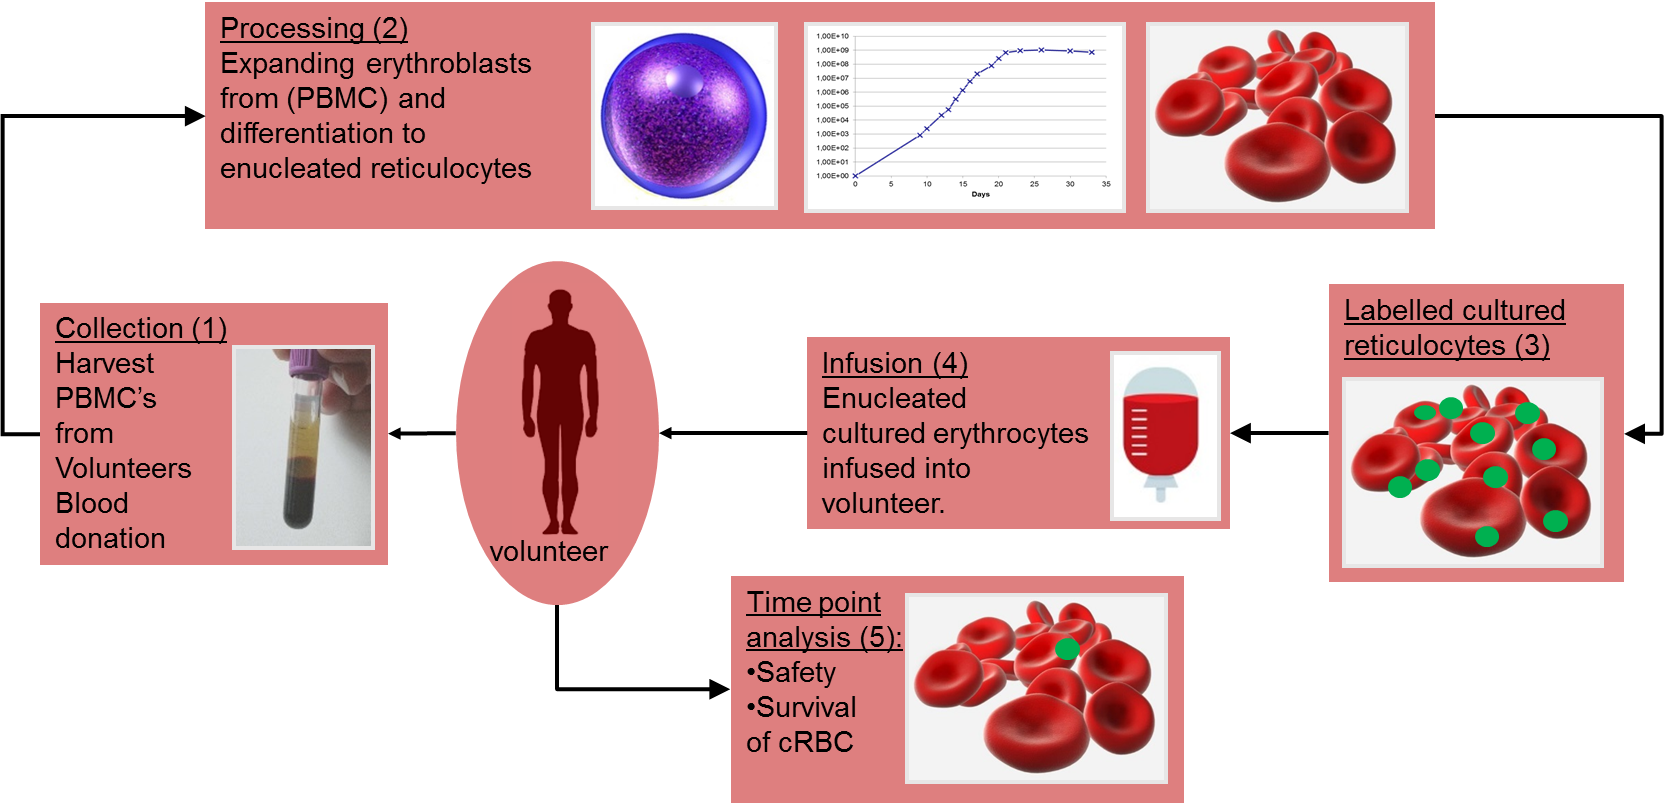 Processing (2)
Expanding erythroblasts
from (PBMC) and
differentiation to
enucleated reticulocytes
1,00E+10
1,00E+09
1,00E+08
1,00E+07
1,00E+06
1,00E+05
1,00E+04
1,00E+03
1,00E+02
1,00E+01
1,00E+00
0 5 10 15 20 25 30 35
Days
Collection (1)
Harvest
PBMC's
from
Volunteers
Blood
donation
volunteer
Infusion (4)
Enucleated
cultured erythrocytes
infused into
volunteer.
Labelled cultured
reticulocytes (3)
Time point
analysis (5):
•Safety
•Survival
of cRBC